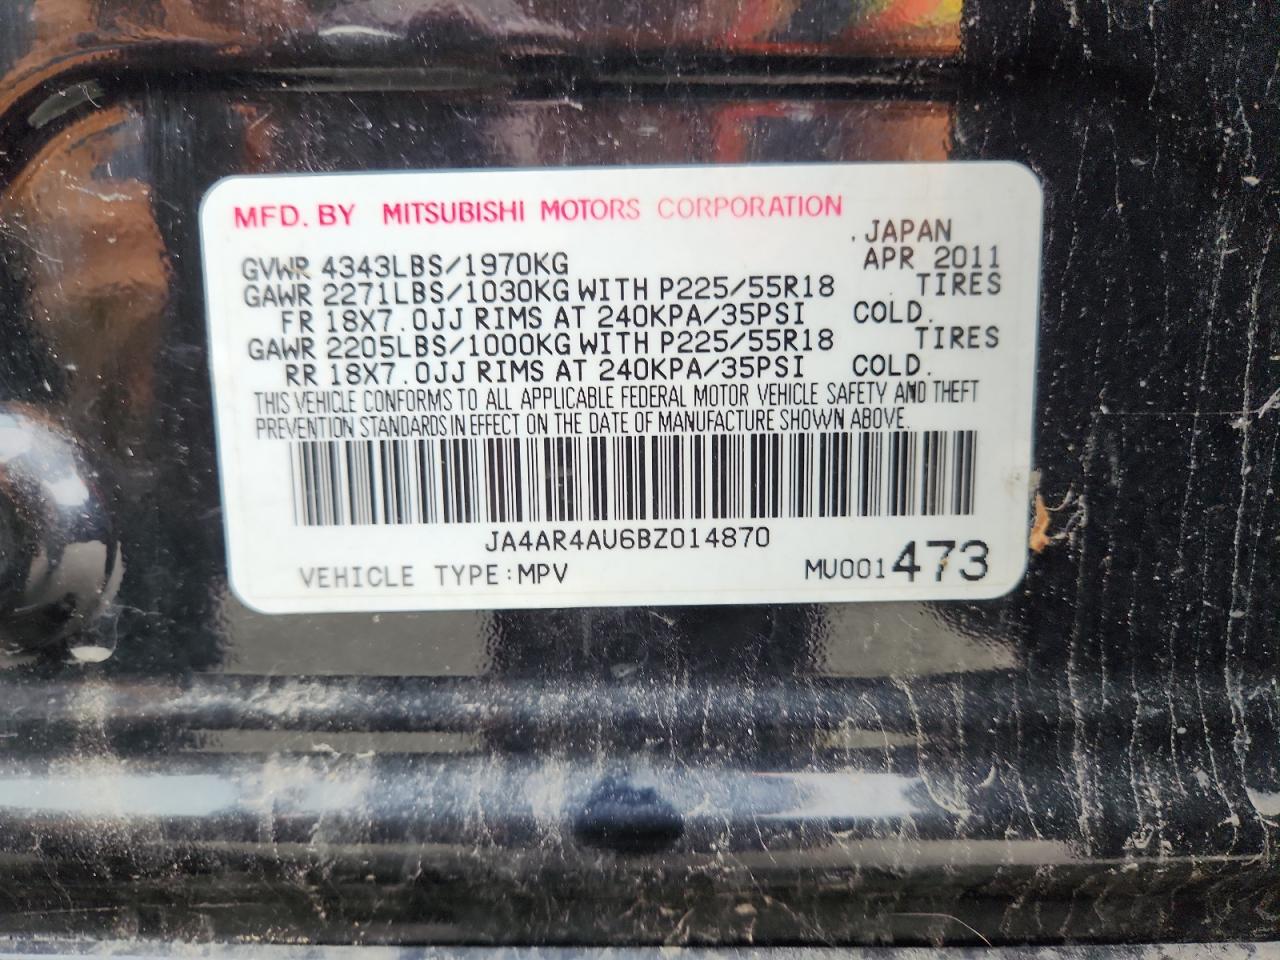 MFD. BY MITSUBISHI MOTORS CORPORATION
. JAPAN
GVWR 4343LBS/1970KG APR 2011
GAWR 2271LBS/1030KG WITH P225/55R18 TIRES
FR 18X7.0JJ RIMS AT 240KPA/35PSI COLD.
GAWR 2205LBS/1000KG WITH P225/55R18 TIRES
RR 18X7.0JJ RIMS AT 240KPA/35PSI COLD.
THIS VEHICLE CONFORMS TO ALL APPLICABLE FEDERAL MOTOR VEHICLE SAFETY AND THEFT
PREVENTION STANDARDS IN EFFECT ON THE DATE OF MANUFACTURE SHOWN ABOVE.
JA4AR4AU6BZ014870
VEHICLE TYPE:MPV MU001473